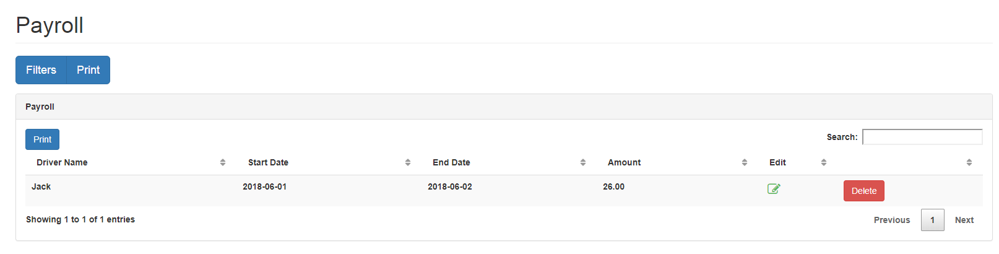 Payroll
Filters Print
Payroll
Print Search:
Driver Name Start Date End Date Amount Edit
Jack 2018-06-01 2018-06-02 26.00 Delete
Showing 1 to 1 of 1 entries Previous 1 Next